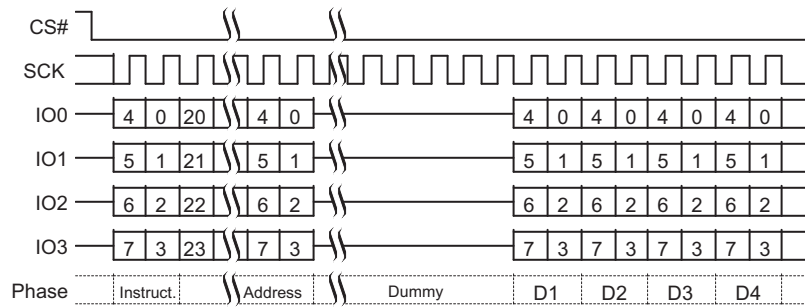 CS#
SCK
IO0 4 0 20 4 0 4 0 4 0 4 0 4 0
IO1 5 1 21 5 1 5 1 5 1 5 1 5 1
IO2 6 2 22 6 2 6 2 6 2 6 2 6 2
IO3 7 3 23 7 3 7 3 7 3 7 3 7 3
Phase Instruct. Address Dummy D1 D2 D3 D4